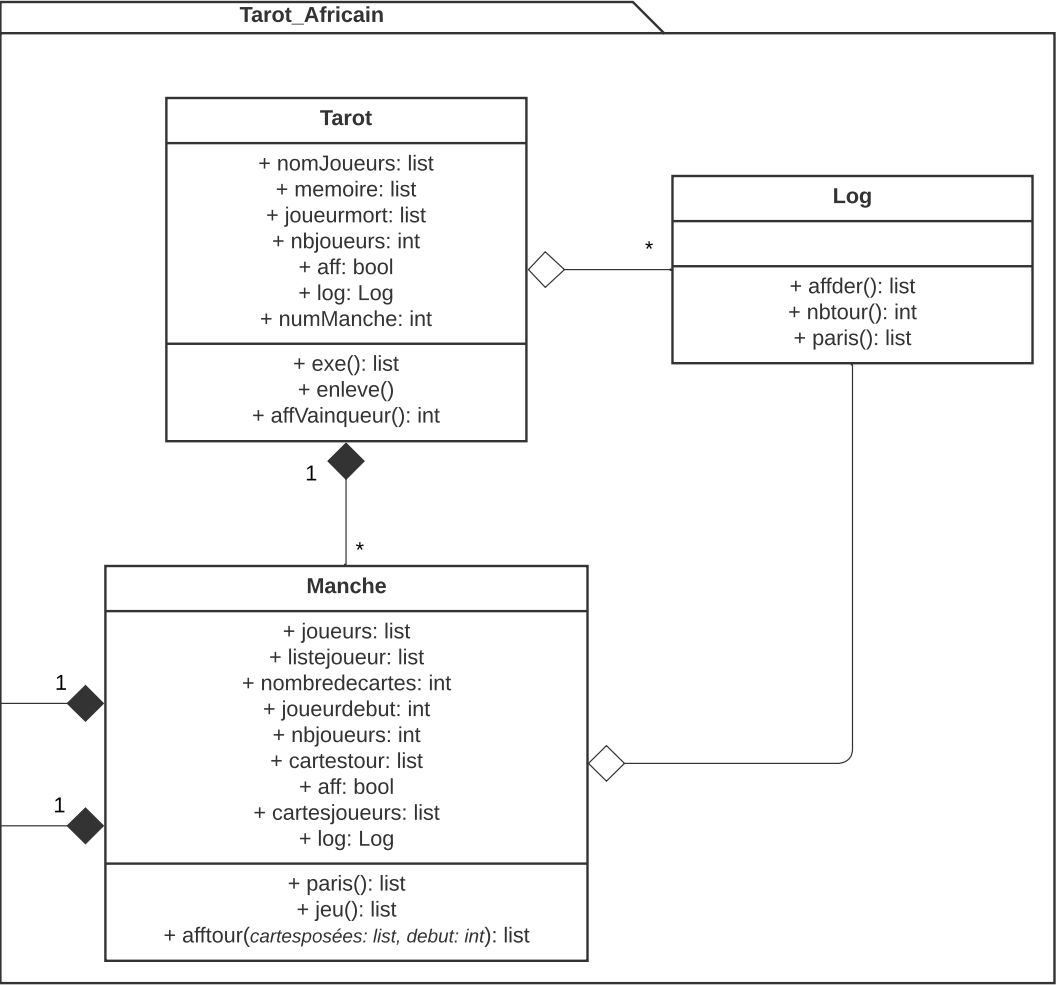 Tarot_Africain
Tarot
+ nomJoueurs: list
+ memoire: list
+ joueurmort: list
+ nbjoueurs: int
+ aff: bool
+ log: Log
+ numManche: int
+ exe(): list
+ enleve()
+ affVainqueur(): int
*
Log
+ affder(): list
+ nbtour(): int
+ paris(): list
1
*
Manche
+ joueurs: list
+ listejoueur: list
+ nombredecartes: int
+ joueurdebut: int
+ nbjoueurs: int
+ cartestour: list
+ aff: bool
+ cartesjoueurs: list
+ log: Log
+ paris(): list
+ jeu(): list
+ afftour(cartesposées: list, debut: int): list
1
1